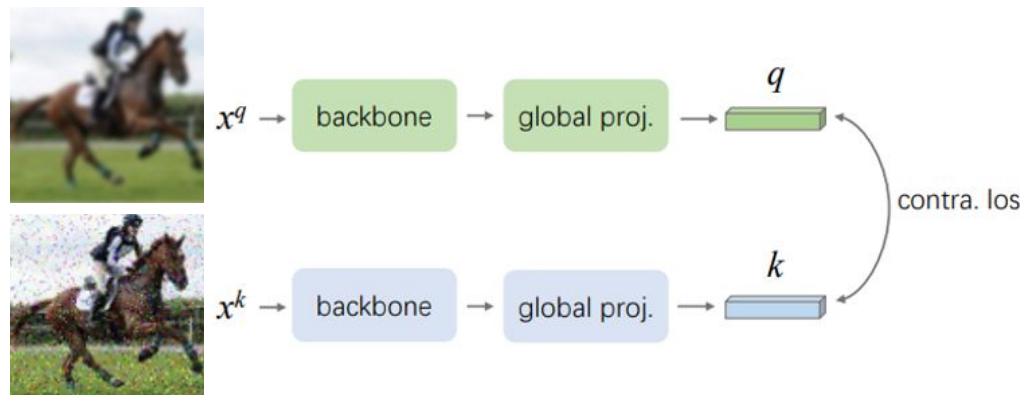 q
x^q
backbone
global proj.
contra. los
k
x^k
backbone
global proj.